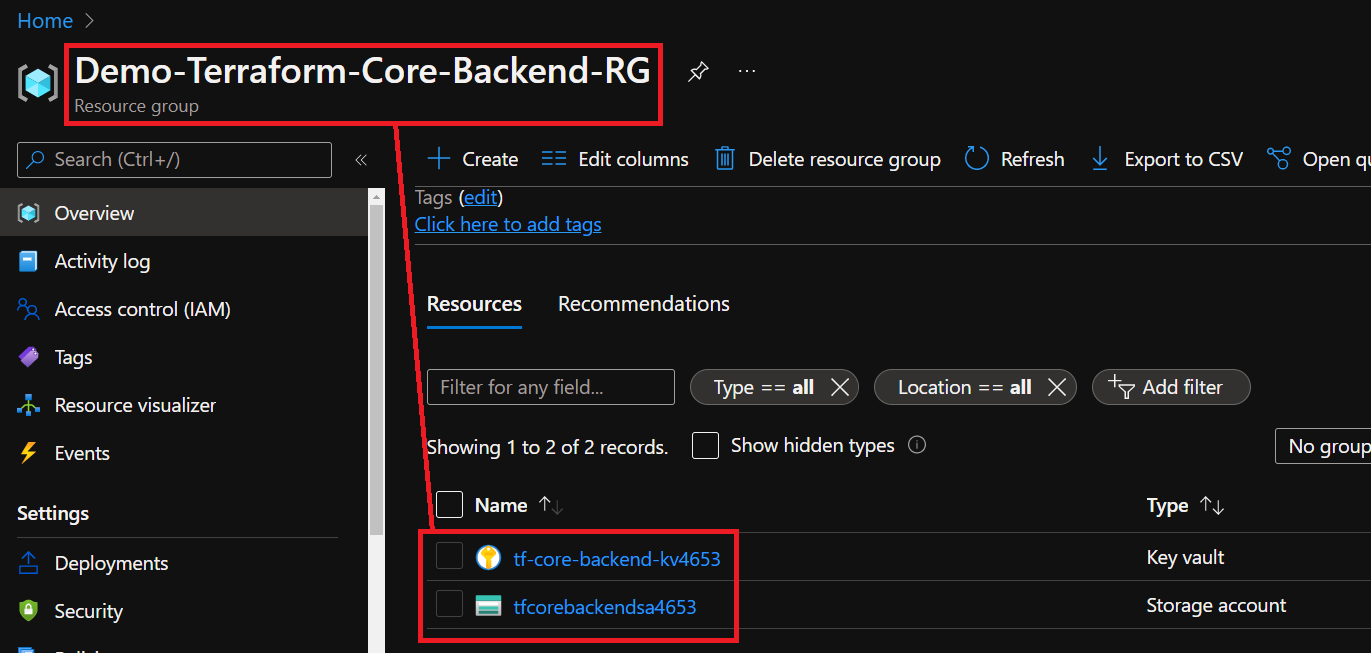 Home
Demo-Terraform-Core-Backend-RG
Resource group
Search (Ctrl+/)
Create
Edit columns
Delete resource group
Refresh
Export to CSV
Open
Overview
Activity log
Access control (IAM)
Tags
Resource visualizer
Events
Settings
Deployments
Security
Tags (edit)
Click here to add tags
Resources
Recommendations
Filter for any field...
Type == all
Location == all
Add filter
Showing 1 to 2 of 2 records.
Show hidden types
No group
Name
Type
tf-core-backend-kv4653
Key vault
tfcorebackendsa4653
Storage account